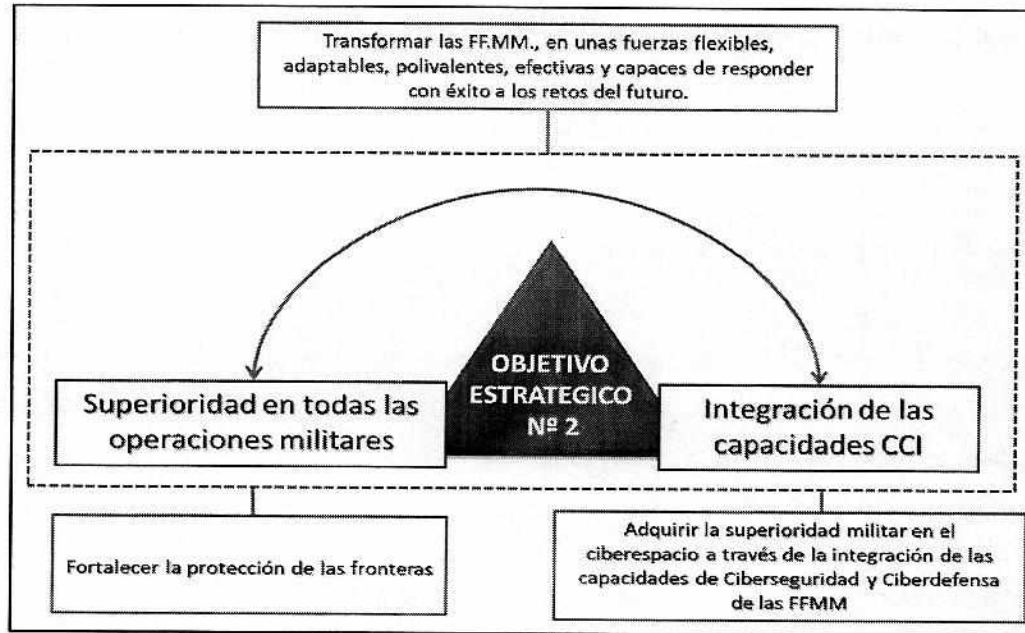 Transformar las FF.MM., en unas fuerzas flexibles,
adaptables, polivalentes, efectivas y capaces de responder
con éxito a los retos del futuro.
OBJETIVO
ESTRATEGICO
Nº 2
Superioridad en todas las
operaciones militares
Integración de las
capacidades CCI
Fortalecer la protección de las fronteras
Adquirir la superioridad militar en el
ciberespacio a través de la integración de las
capacidades de Ciberseguridad y Ciberdefensa
de las FFMM